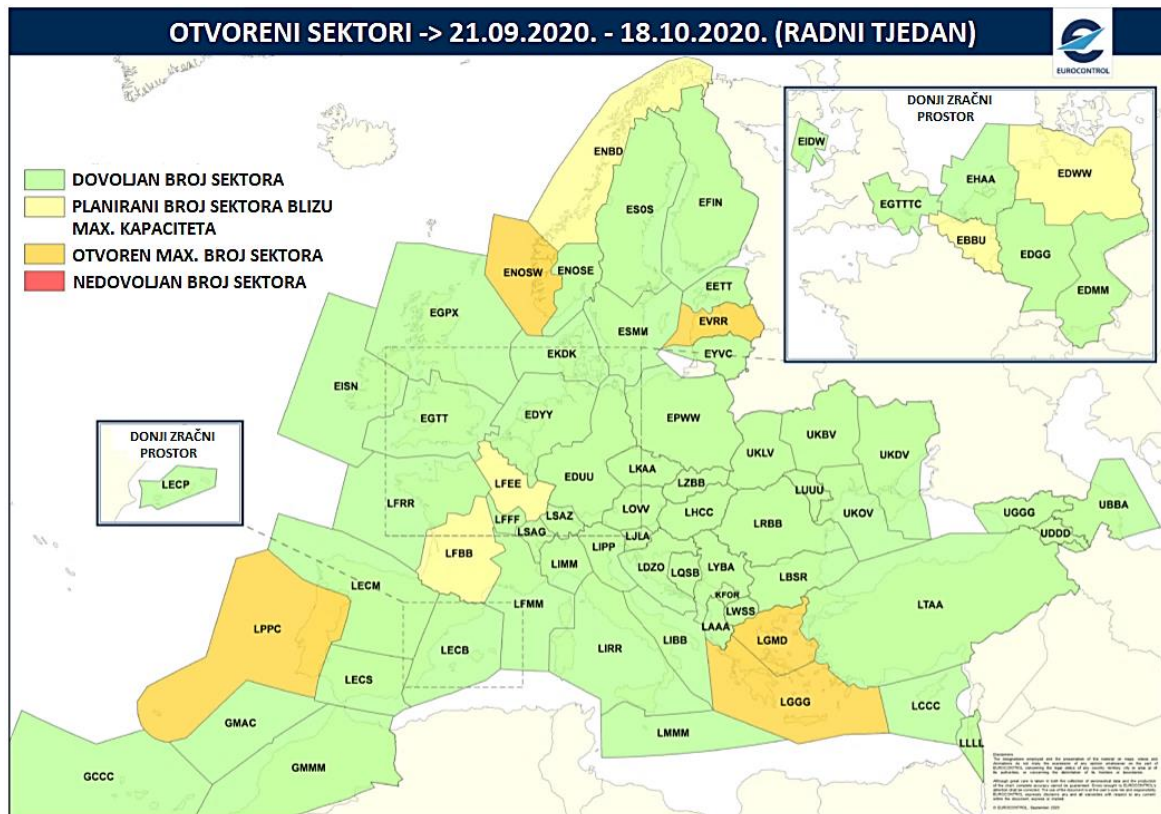 OTVORENI SEKTORI -> 21.09.2020. - 18.10.2020. (RADNI TJEDAN)
EUROCONTROL
DOVOLJAN BROJ SEKTORA
PLANIRANI BROJ SEKTORA BLIZU
MAX. KAPACITETA
OTVOREN MAX. BROJ SEKTORA
NEDOVOLJAN BROJ SEKTORA
DONJI ZRAČNI
PROSTOR
EIDW
EHAA
EDWW
EGTTTC
EBBU
EDGG
EDMM
ENBD
ESOS
EFIN
ENOSW
ENOSE
EETT
EGPX
ESMM
EVRR
EKDK
EYVC
EISN
EGTT
EDYY
EPWW
DONJI ZRAČNI
PROSTOR
LECP
UKLV
UKBV
UKDV
LFEE
EDUU
LKAA
LZBB
LFRR
LFFF
LSAZ
LOVV
LHCC
LUUU
UKOV
LSAG
LRBB
UGGG
UBBA
UDDD
LFBB
LIMM
LIPP
LJLA
LDZO
LQSB
LYBA
LBSR
LECM
LFMM
KFOR
LWSS
LAAA
LTAA
LPPC
LECB
LIRR
LIBB
LGMD
LECS
LGGG
LCCC
GMAC
LMMM
LLLL
GCCC
GMMM